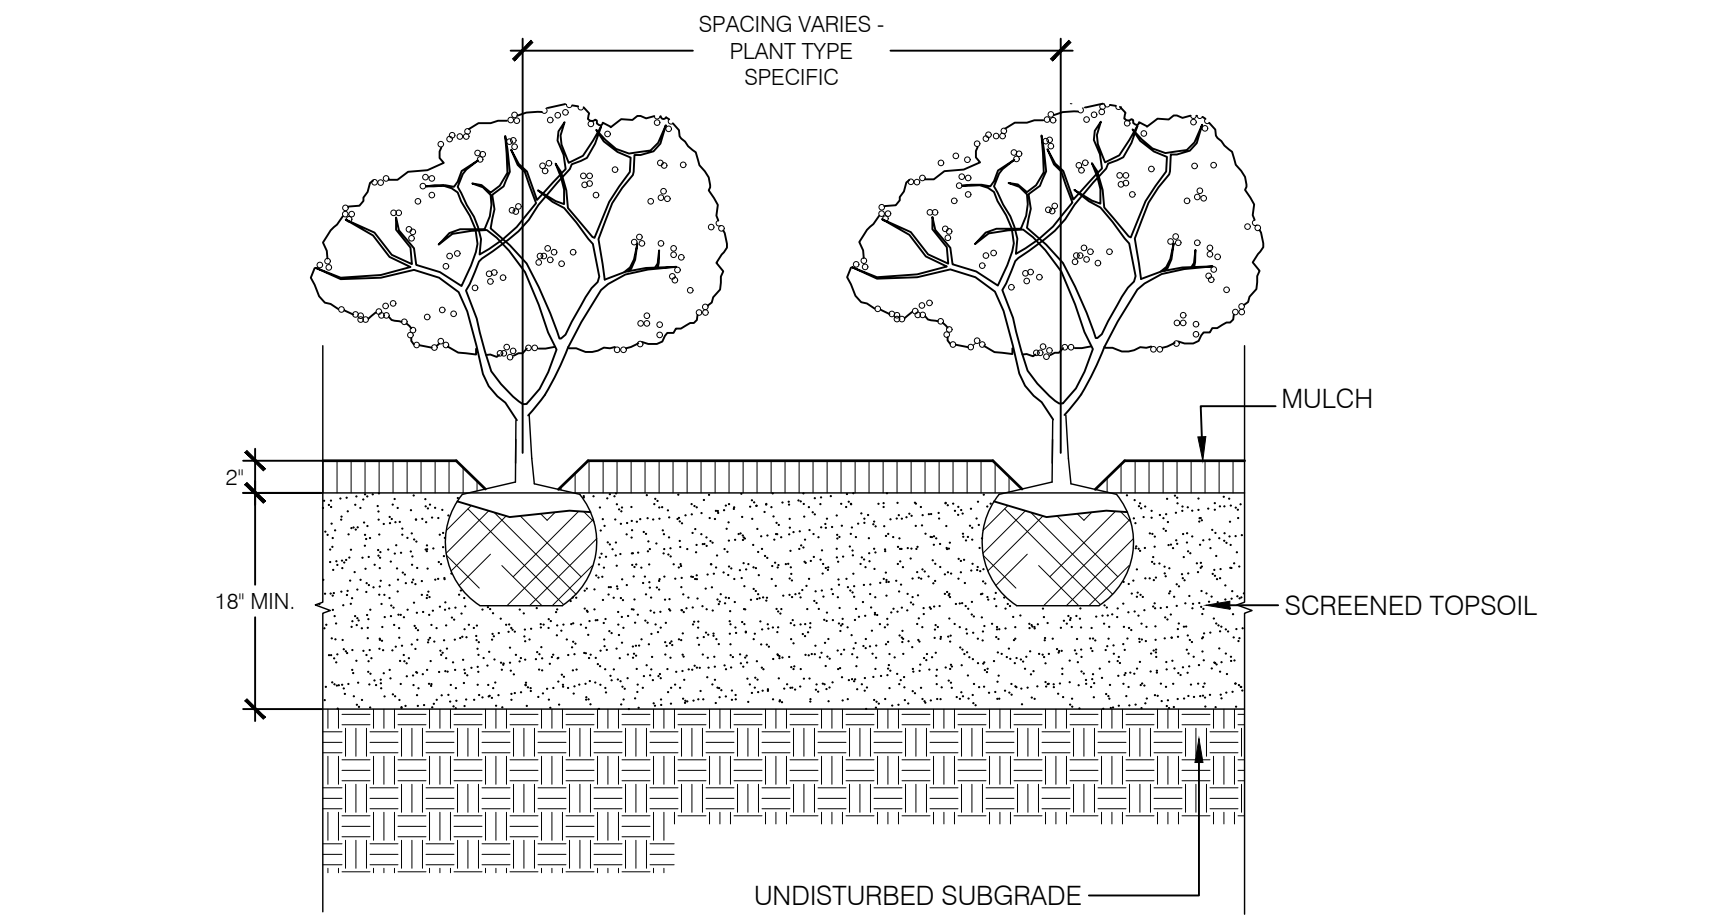 SPACING VARIES -
PLANT TYPE
SPECIFIC
MULCH
2"
18" MIN.
SCREENED TOPSOIL
UNDISTURBED SUBGRADE